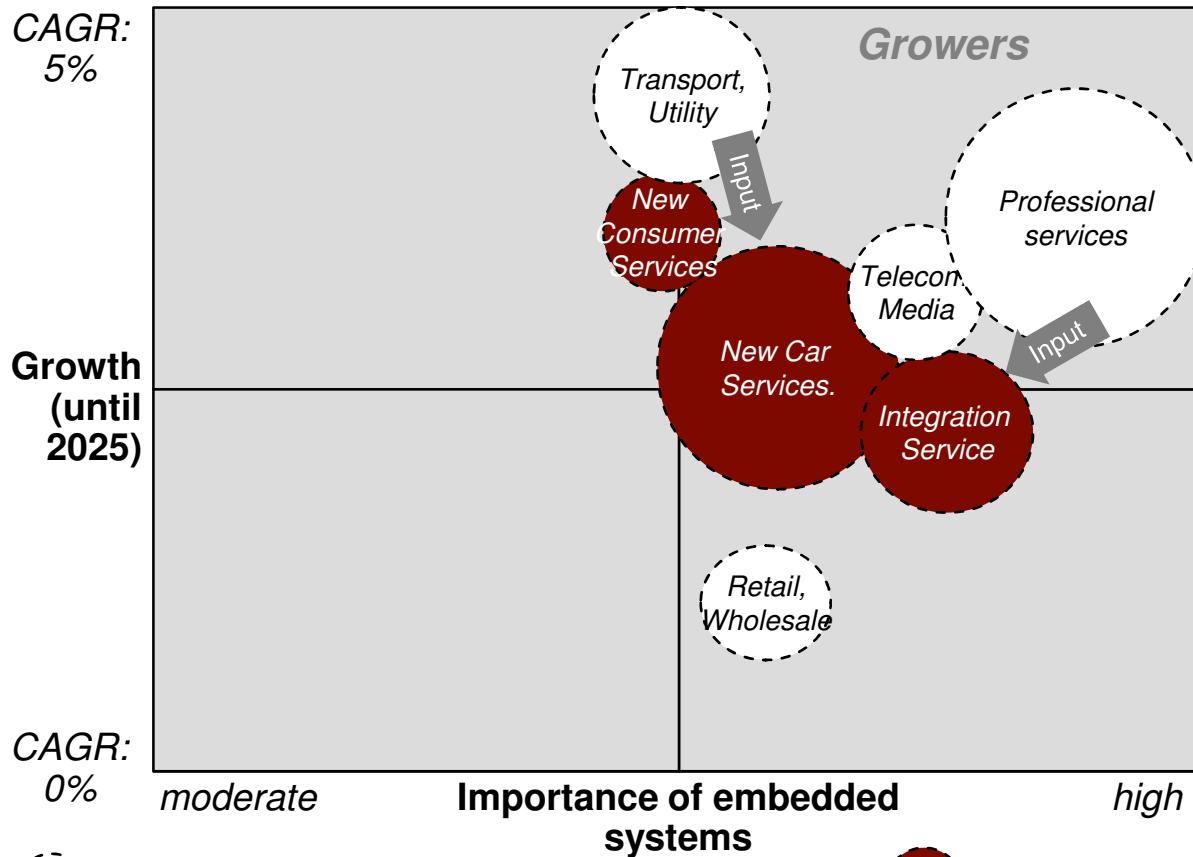 CAGR:
5%
Growers
Transport,
Utility
Input
New
Consumer
Services
Professional
services
Telecom
Media
Input
New Car
Services.
Growth
(until
2025)
Integration
Service
Retail,
Wholesale
CAGR:
0%
moderate
Importance of embedded
systems
high